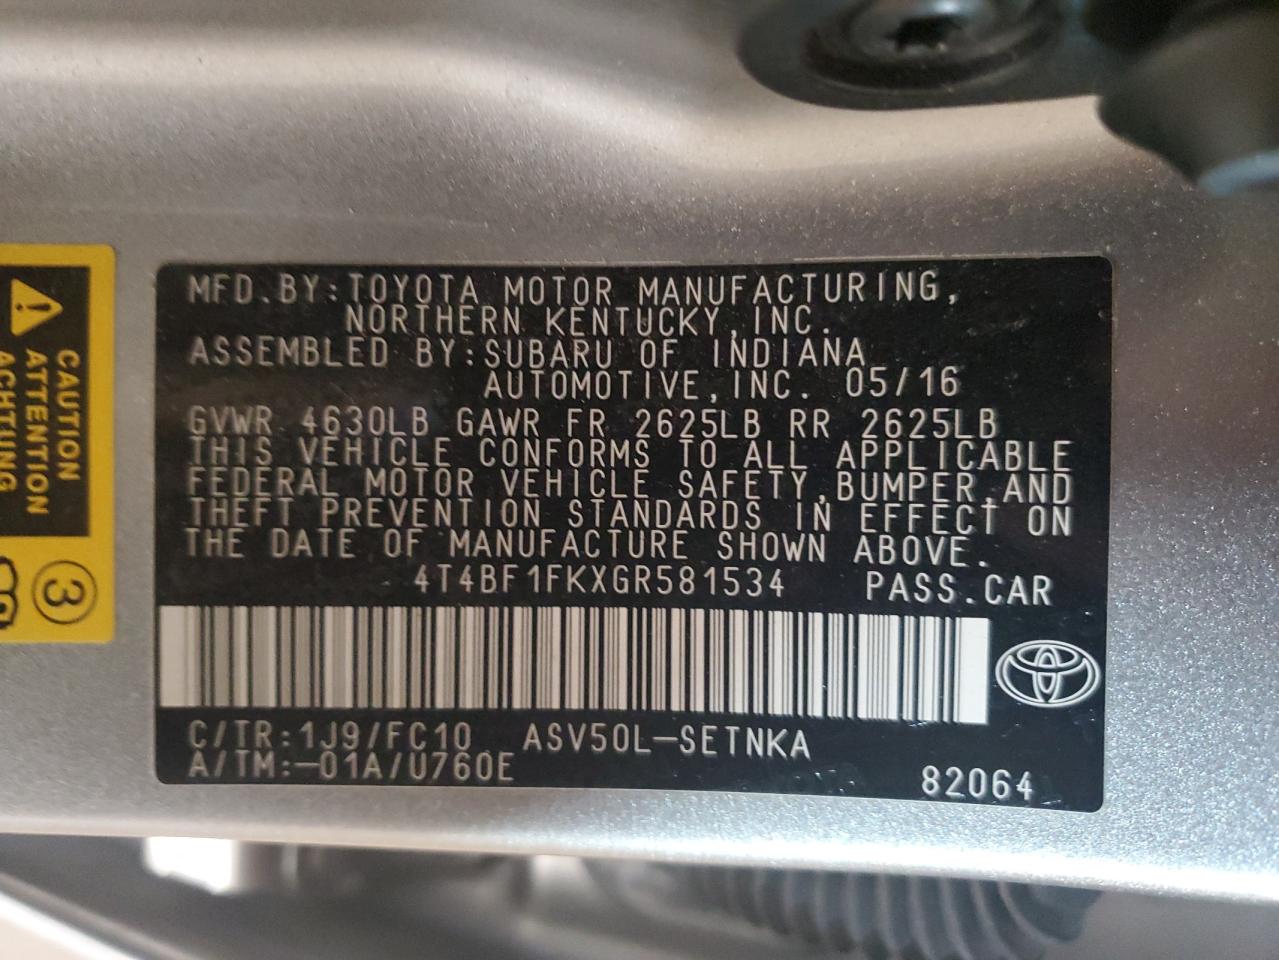 MFD.BY:TOYOTA MOTOR MANUFACTURING,
NORTHERN KENTUCKY,INC.
ASSEMBLED BY:SUBARU OF INDIANA
AUTOMOTIVE,INC. 05/16
GVWR 4630LB GAWR FR 2625LB RR 2625LB
THIS VEHICLE CONFORMS TO ALL APPLICABLE
FEDERAL MOTOR VEHICLE SAFETY,BUMPER,AND
THEFT PREVENTION STANDARDS IN EFFECT ON
THE DATE OF MANUFACTURE SHOWN ABOVE.
4T4BF1FKXGR581534 PASS.CAR
C/TR:1J9/FC10 ASV50L-SETNKA
A/TM:-01A/U760E
82064
CAUTION
ATTENTION
ACHTUNG
3